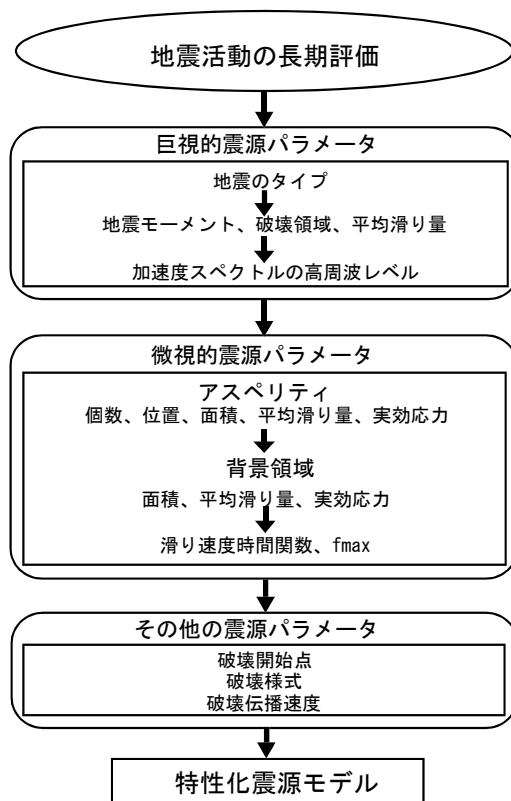 地震活動の長期評価
巨視的震源パラメータ
地震のタイプ
地震モーメント、破壊領域、平均滑り量
加速度スペクトルの高周波レベル
微視的震源パラメータ
アスペリティ
個数、位置、面積、平均滑り量、実効応力
背景領域
面積、平均滑り量、実効応力
滑り速度時間関数、fmax
その他の震源パラメータ
破壊開始点
破壊様式
破壊伝播速度
特性化震源モデル